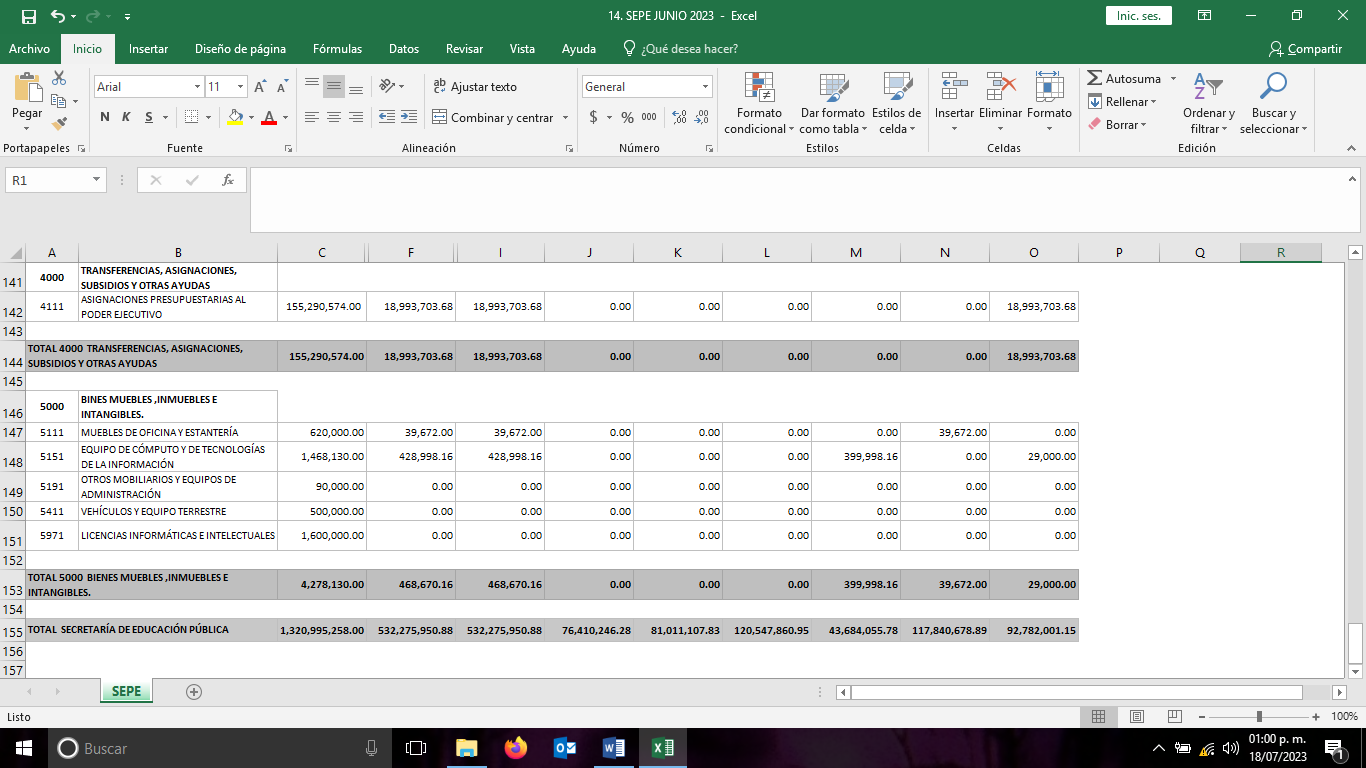 14. SEPE JUNIO 2023 - Excel
Inic. ses.
Archivo Inicio Insertar Diseño de página Fórmulas Datos Revisar Vista Ayuda ¿Qué desea hacer? Compartir
Pegar
Arial 11
N K S
Ajustar texto
Combinar y centrar
General
$ % 000
Formato condicional
Dar formato como tabla
Estilos de celda
Insertar Eliminar Formato
Autosuma
Rellenar
Borrar
Ordenar y filtrar
Buscar y seleccionar
Portapapeles Fuente Alineación Número Estilos Celdas Edición
R1 fx
A B C F I J K L M N O P Q R
141 4000 TRANSFERENCIAS, ASIGNACIONES,
SUBSIDIOS Y OTRAS AYUDAS
142 4111 ASIGNACIONES PRESUPUESTARIAS AL
PODER EJECUTIVO 155,290,574.00 18,993,703.68 18,993,703.68 0.00 0.00 0.00 0.00 0.00 18,993,703.68
143
144 TOTAL 4000 TRANSFERENCIAS, ASIGNACIONES,
SUBSIDIOS Y OTRAS AYUDAS 155,290,574.00 18,993,703.68 18,993,703.68 0.00 0.00 0.00 0.00 0.00 18,993,703.68
145
146 5000 BINES MUEBLES ,INMUEBLES E
INTANGIBLES.
147 5111 MUEBLES DE OFICINA Y ESTANTERÍA 620,000.00 39,672.00 39,672.00 0.00 0.00 0.00 0.00 39,672.00 0.00
148 5151 EQUIPO DE CÓMPUTO Y DE TECNOLOGÍAS
DE LA INFORMACIÓN 1,468,130.00 428,998.16 428,998.16 0.00 0.00 0.00 399,998.16 0.00 29,000.00
149 5191 OTROS MOBILIARIOS Y EQUIPOS DE
ADMINISTRACIÓN 90,000.00 0.00 0.00 0.00 0.00 0.00 0.00 0.00 0.00
150 5411 VEHÍCULOS Y EQUIPO TERRESTRE 500,000.00 0.00 0.00 0.00 0.00 0.00 0.00 0.00 0.00
151 5971 LICENCIAS INFORMÁTICAS E INTELECTUALES 1,600,000.00 0.00 0.00 0.00 0.00 0.00 0.00 0.00 0.00
152
153 TOTAL 5000 BIENES MUEBLES ,INMUEBLES E
INTANGIBLES. 4,278,130.00 468,670.16 468,670.16 0.00 0.00 0.00 399,998.16 39,672.00 29,000.00
154
155 TOTAL SECRETARÍA DE EDUCACIÓN PÚBLICA 1,320,995,258.00 532,275,950.88 532,275,950.88 76,410,246.28 81,011,107.83 120,547,860.95 43,684,055.78 117,840,678.89 92,782,001.15
156
157
SEPE
Listo 100%
Buscar
01:00 p. m.
18/07/2023
1